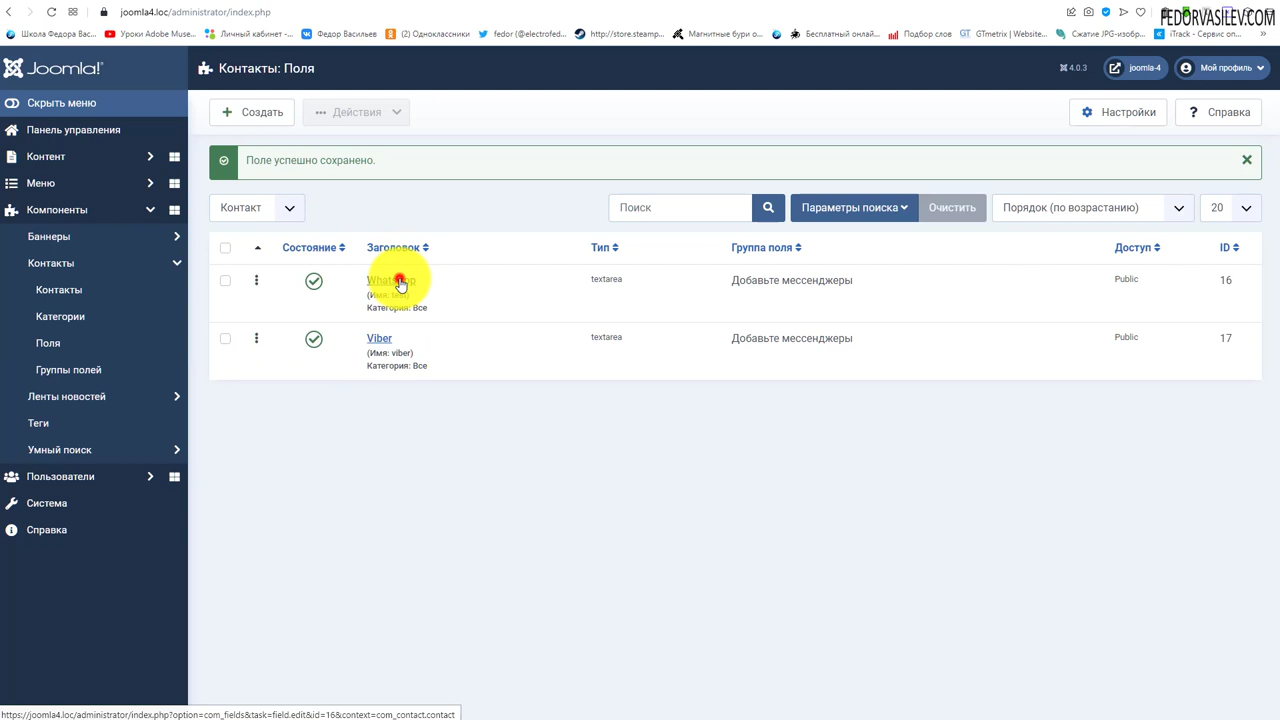 joomla4.loc/administrator/index.php
FEDORVASILEV.COM
Школа Федора Вас...
Уроки Adobe Muse...
Личный кабинет -...
Федор Васильев
(2) Одноклассники
fedor (@electrofed...
http://store.steamp...
Магнитные бури о...
Бесплатный онлай...
Подбор слов
GTmetrix | Website...
Сжатие JPG-изобр...
iTrack - Сервис оп...
Joomla!
Контакты: Поля
4.0.3
joomla-4
Мой профиль
Скрыть меню
Панель управления
Контент
Меню
Компоненты
Баннеры
Контакты
Контакты
Категории
Поля
Группы полей
Ленты новостей
Теги
Умный поиск
Пользователи
Система
Справка
Создать
Действия
Настройки
Справка
Поле успешно сохранено.
Контакт
Поиск
Параметры поиска
Очистить
Порядок (по возрастанию)
20
Состояние
Заголовок
Тип
Группа поля
Доступ
ID
textarea
Добавьте мессенджеры
Public
16
Категория: Все
Viber
textarea
Добавьте мессенджеры
Public
17
(Имя: viber)
Категория: Все
https://joomla4.loc/administrator/index.php?option=com_fields&task=field.edit&id=16&context=com_contact.contact